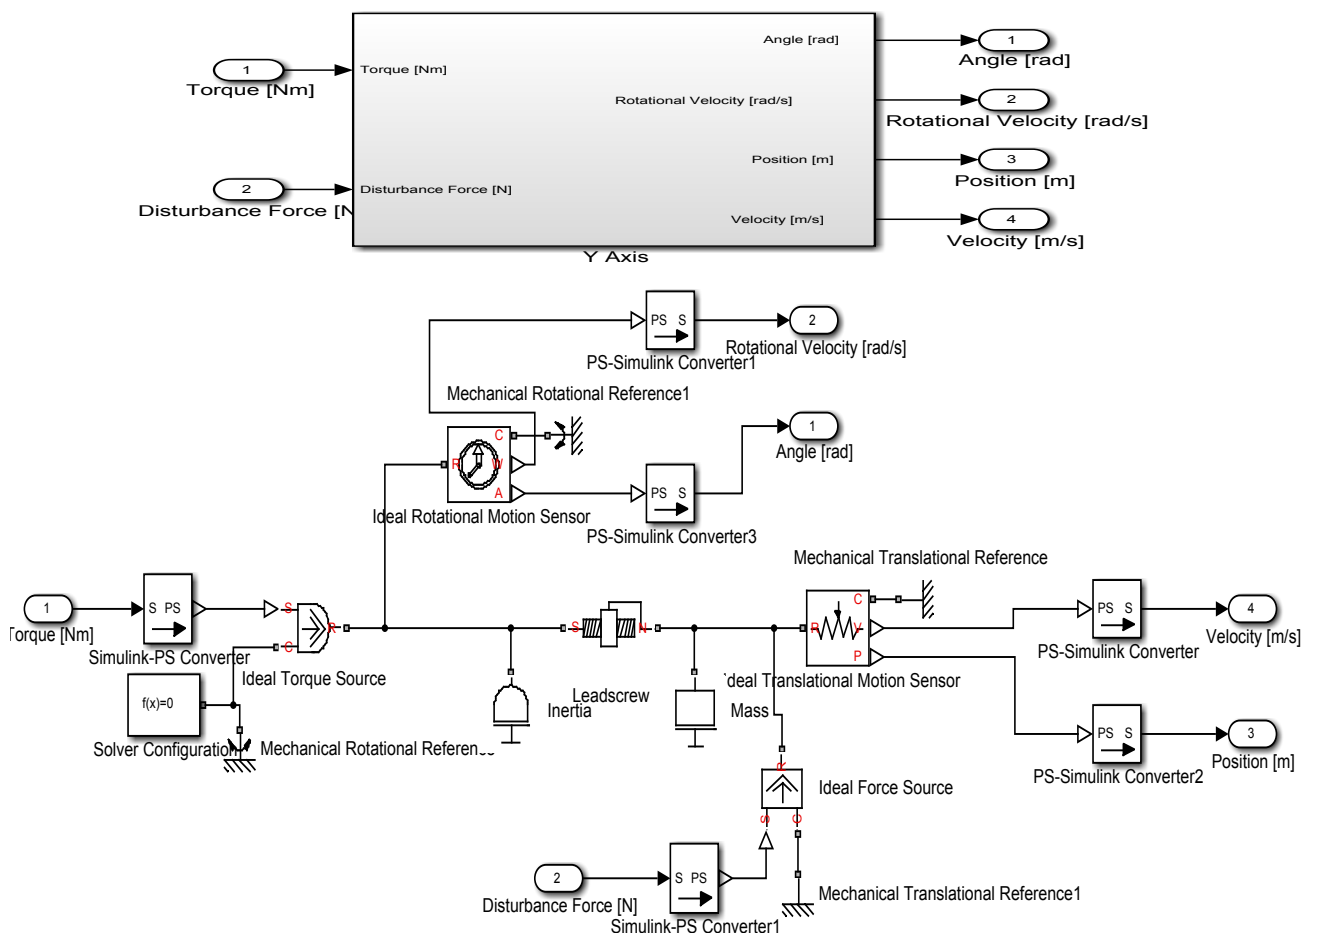 Angle [rad]
1
Angle [rad]
1
Torque [Nm]
Torque [Nm]
Rotational Velocity [rad/s]
2
Rotational Velocity [rad/s]
Position [m]
3
Position [m]
2
Disturbance Force [N
Disturbance Force [N]
Velocity [m/s]
4
Velocity [m/s]
Y Axis
PS S
2
PS-Simulink Converter1
Rotational Velocity [rad/s]
Mechanical Rotational Reference1
R
C
W
A
1
Angle [rad]
Ideal Rotational Motion Sensor
PS S
PS-Simulink Converter3
Mechanical Translational Reference
1
Torque [Nm]
S PS
Simulink-PS Converter
S
C
R
Ideal Torque Source
f(x)=0
Solver Configuration
Mechanical Rotational Reference
Inertia
S
N
Leadscrew
Mass
R
C
V
P
Ideal Translational Motion Sensor
PS S
PS-Simulink Converter
4
Velocity [m/s]
PS S
PS-Simulink Converter2
3
Position [m]
R
S
C
Ideal Force Source
2
Disturbance Force [N]
S PS
Simulink-PS Converter1
Mechanical Translational Reference1